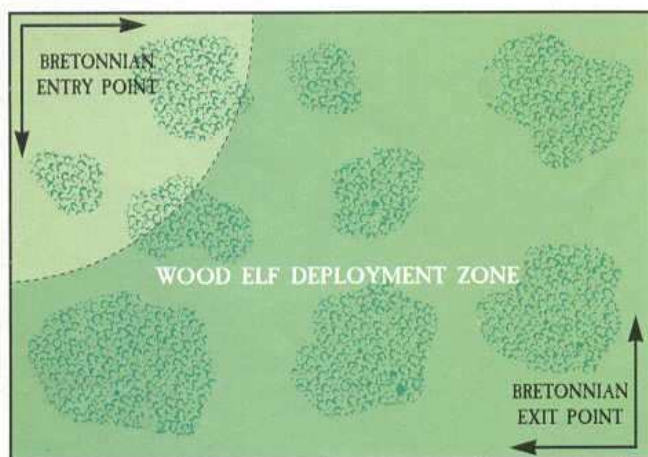 BRETONNIAN
ENTRY POINT
WOOD ELF DEPLOYMENT ZONE
BRETONNIAN
EXIT POINT